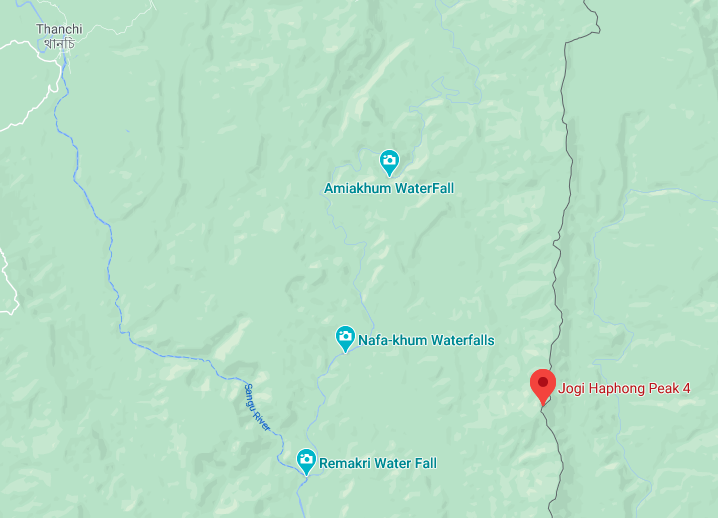 Thanchi
থানচি
Amiakhum WaterFall
Nafa-khum Waterfalls
Jogi Haphong Peak 4
Sangu River
Remakri Water Fall